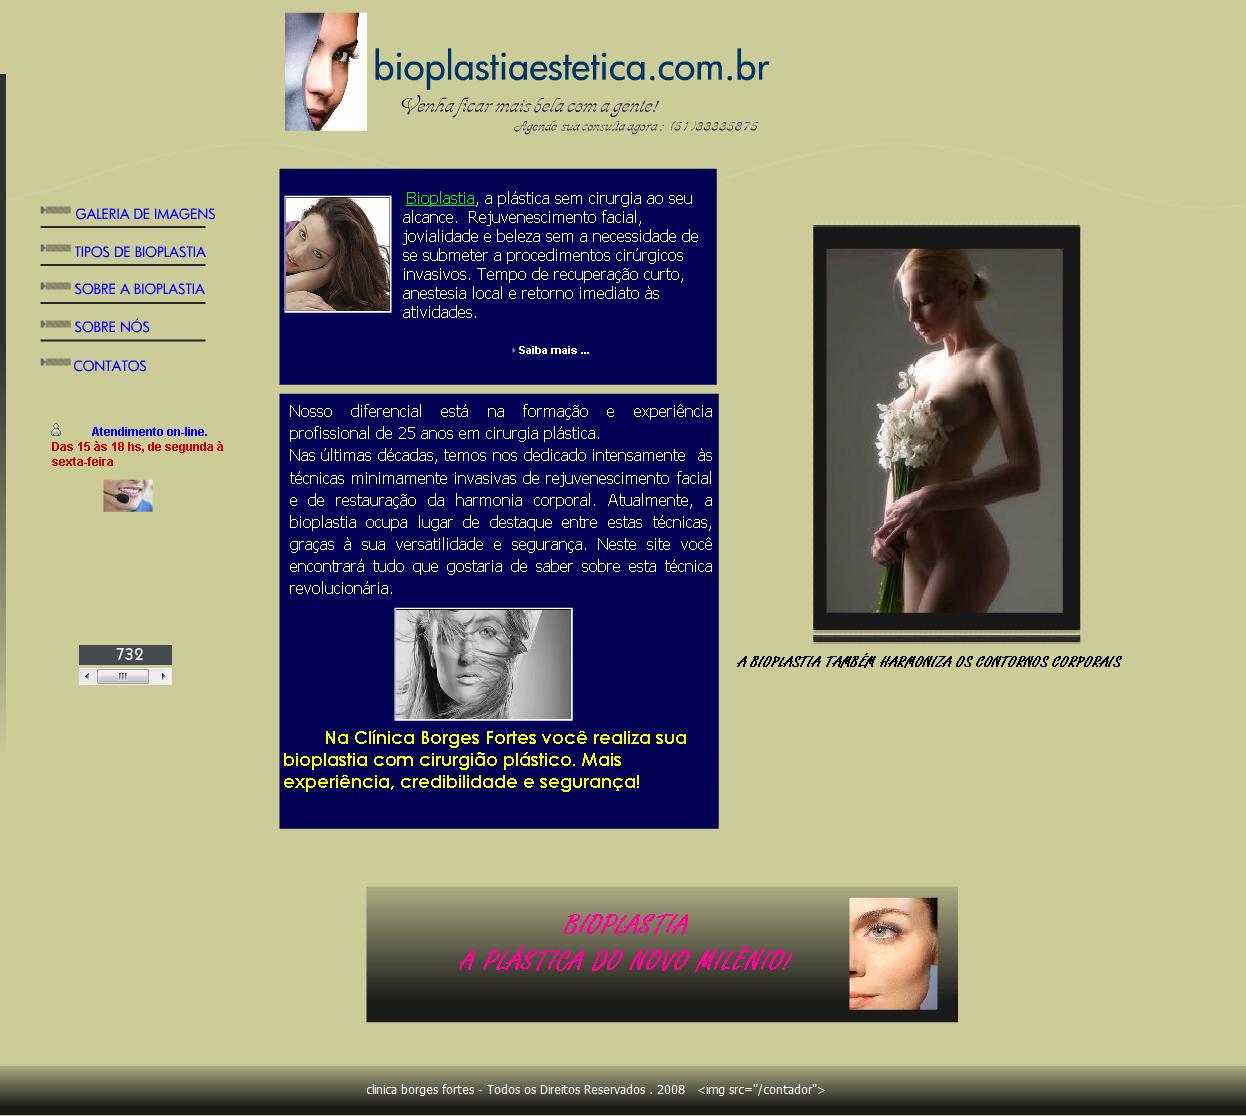 bioplastiaestetica.com.br
Venha ficar mais bela com a gente!
Agende sua consulta agora : (51)33335875
GALERIA DE IMAGENS
TIPOS DE BIOPLASTIA
SOBRE A BIOPLASTIA
SOBRE NÓS
CONTATOS
Atendimento on-line.
Das 15 às 18 hs, de segunda à
sexta-feira
732
Bioplastia, a plástica sem cirurgia ao seu
alcance. Rejuvenescimento facial,
jovialidade e beleza sem a necessidade de
se submeter a procedimentos cirúrgicos
invasivos. Tempo de recuperação curto,
anestesia local e retorno imediato às
atividades.
Saiba mais ...
Nosso diferencial está na formação e experiência
profissional de 25 anos em cirurgia plástica.
Nas últimas décadas, temos nos dedicado intensamente às
técnicas minimamente invasivas de rejuvenescimento facial
e de restauração da harmonia corporal. Atualmente, a
bioplastia ocupa lugar de destaque entre estas técnicas,
graças à sua versatilidade e segurança. Neste site você
encontrará tudo que gostaria de saber sobre esta técnica
revolucionária.
Na Clínica Borges Fortes você realiza sua
bioplastia com cirurgião plástico. Mais
experiência, credibilidade e segurança!
A BIOPLASTIA TAMBÉM HARMONIZA OS CONTORNOS CORPORAIS
BIOPLASTIA
A PLÁSTICA DO NOVO MILÊNIO!
clinica borges fortes - Todos os Direitos Reservados . 2008 <img src="/contador">